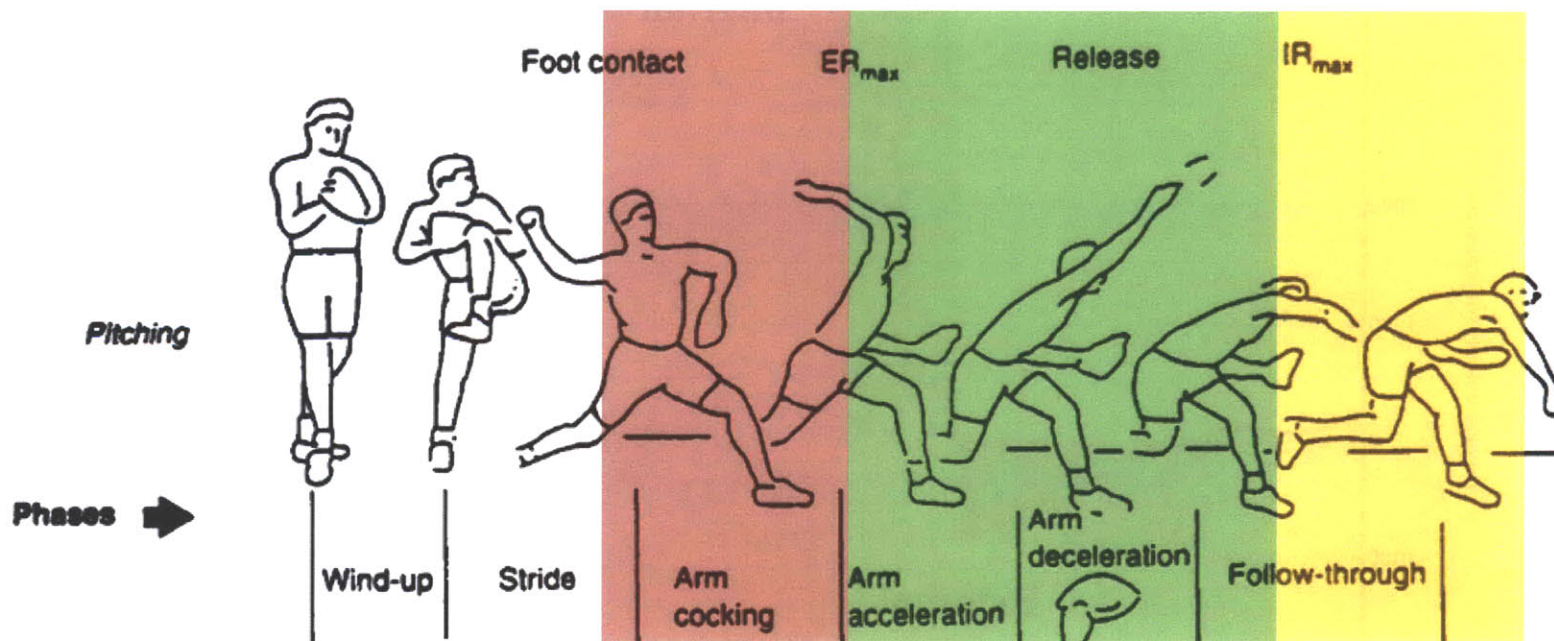 Foot contact ER max Release IR max
Pitching
Phases
Wind-up Stride Arm cocking Arm acceleration Arm deceleration Follow-through